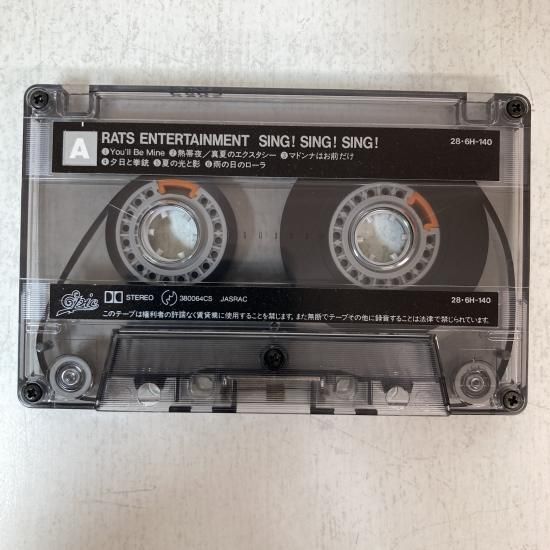 A
RATS ENTERTAINMENT SING! SING! SING!
28・6H-140
❶You'll Be Mine ❷熱帯夜／真夏のエクスタシー ❸マドンナはお前だけ
❹夕日と拳銃 ❺夏の光と影 ❻雨の日のローラ
Epic
STEREO
380064CS
JASRAC
28・6H-140
このテープは権利者の許諾なく賃貸業に使用することを禁じます。また無断でテープその他に録音することは法律で禁じられています。